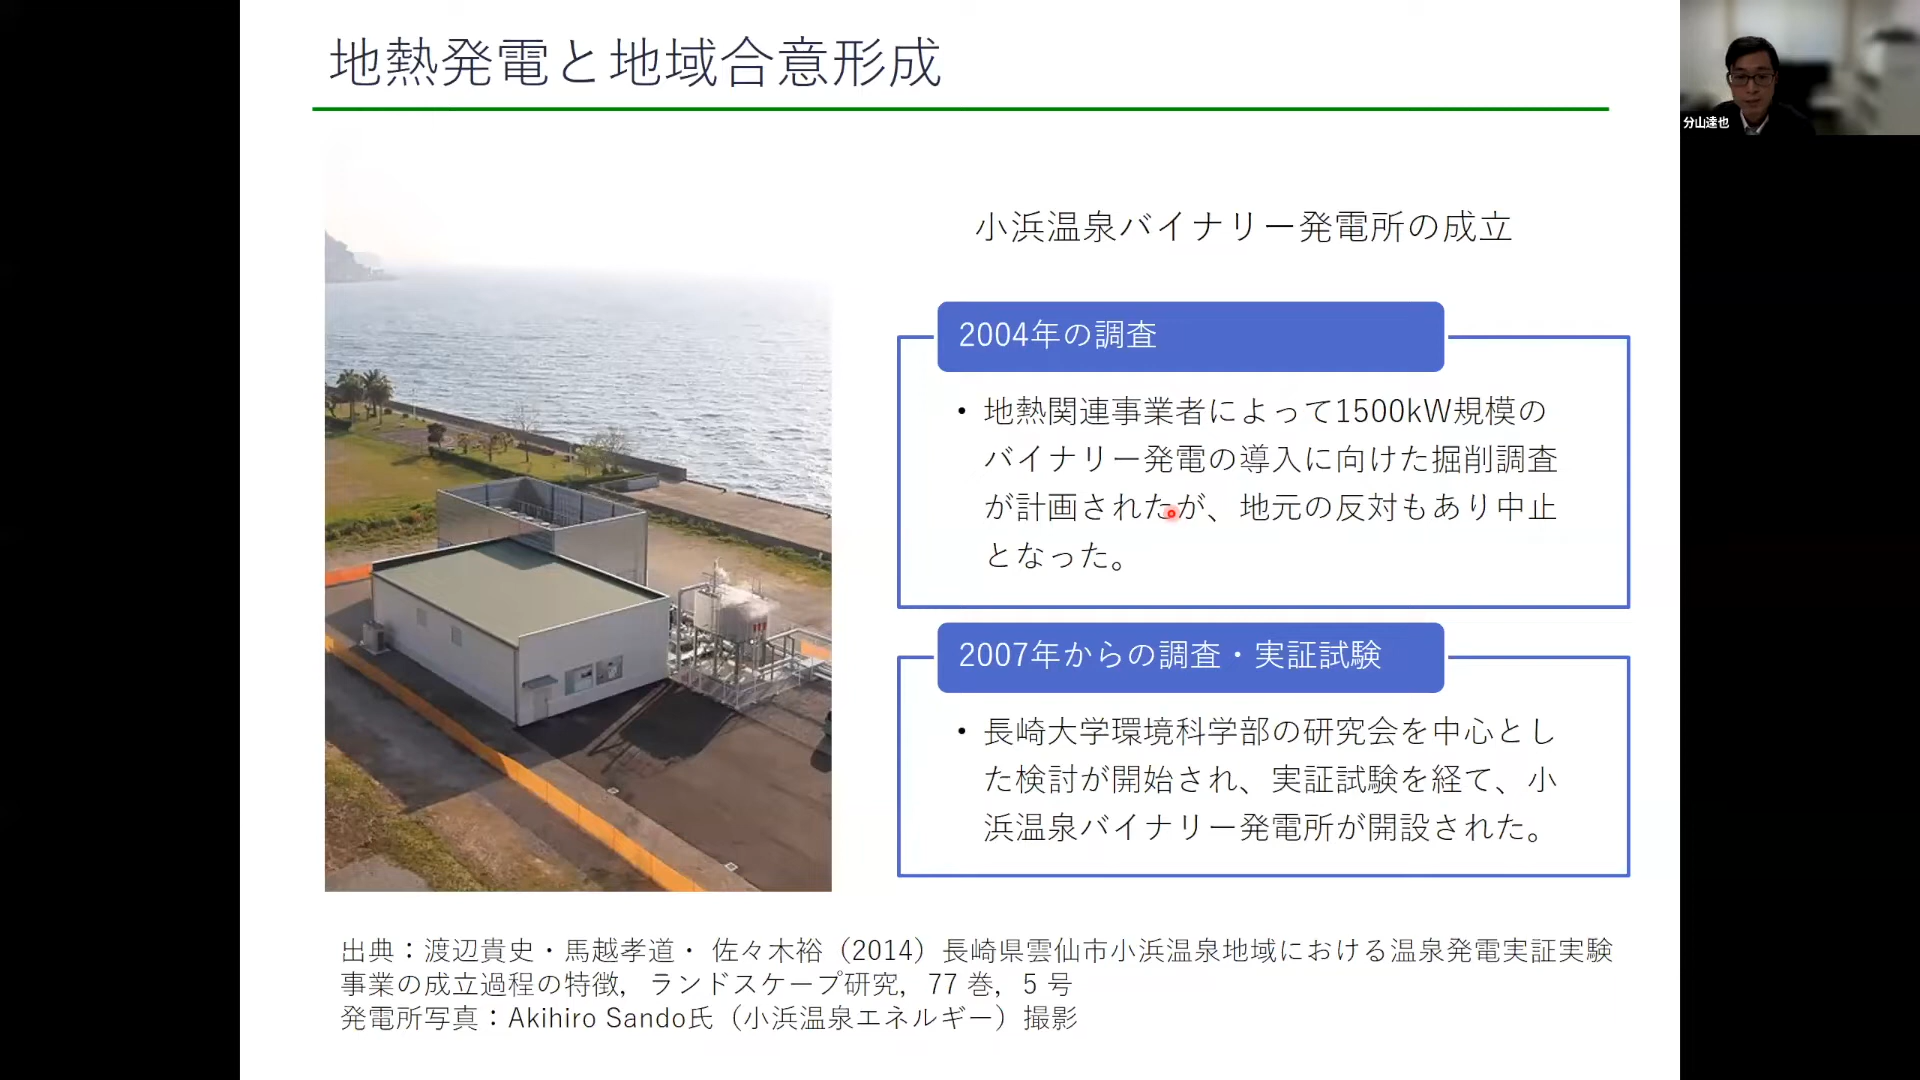 地熱発電と地域合意形成
分山達也
小浜温泉バイナリー発電所の成立
2004年の調査
• 地熱関連事業者によって1500kW規模の
バイナリー発電の導入に向けた掘削調査
が計画されたが、地元の反対もあり中止
となった。
2007年からの調査・実証試験
• 長崎大学環境科学部の研究会を中心とし
た検討が開始され、実証試験を経て、小
浜温泉バイナリー発電所が開設された。
出典：渡辺貴史・馬越孝道・ 佐々木裕（2014）長崎県雲仙市小浜温泉地域における温泉発電実証実験
事業の成立過程の特徴，ランドスケープ研究，77 巻，5 号
発電所写真：Akihiro Sando氏（小浜温泉エネルギー）撮影